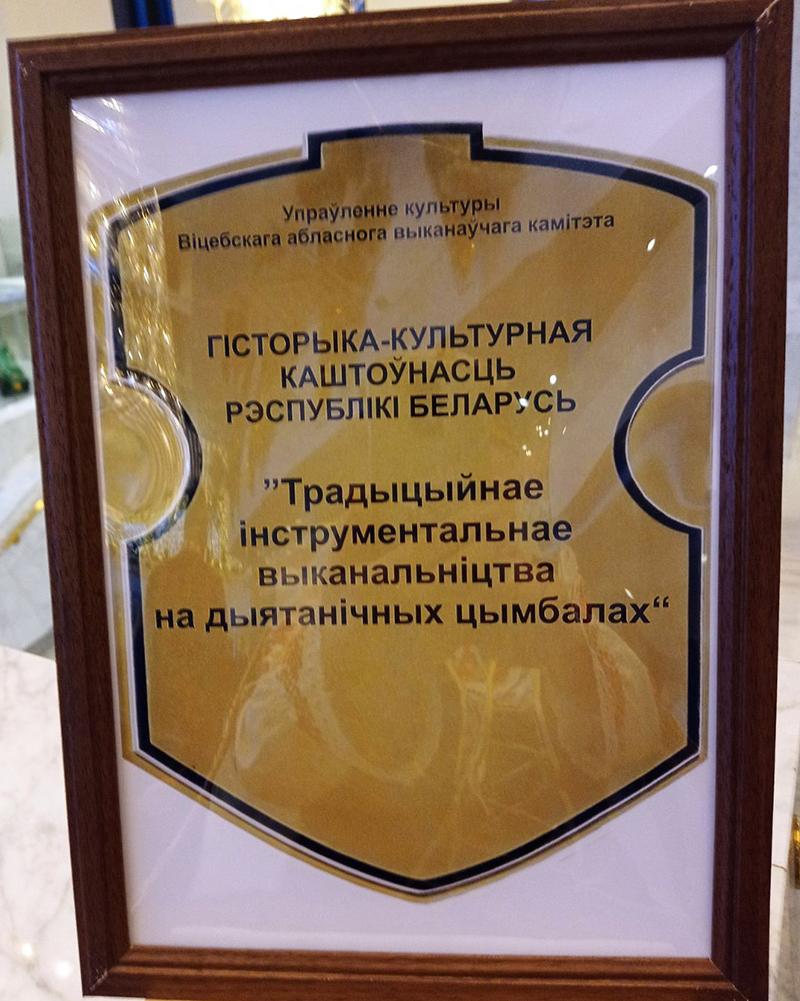 Упраўленне культуры
Віцебскага абласнога выканаўчага камітэта
ГІСТОРЫКА-КУЛЬТУРНАЯ
КАШТОЎНАСЦЬ
РЭСПУБЛІКІ БЕЛАРУСЬ
”Традыцыйнае
інструментальнае
выканальніцтва
на дыятанічных цымбалах“